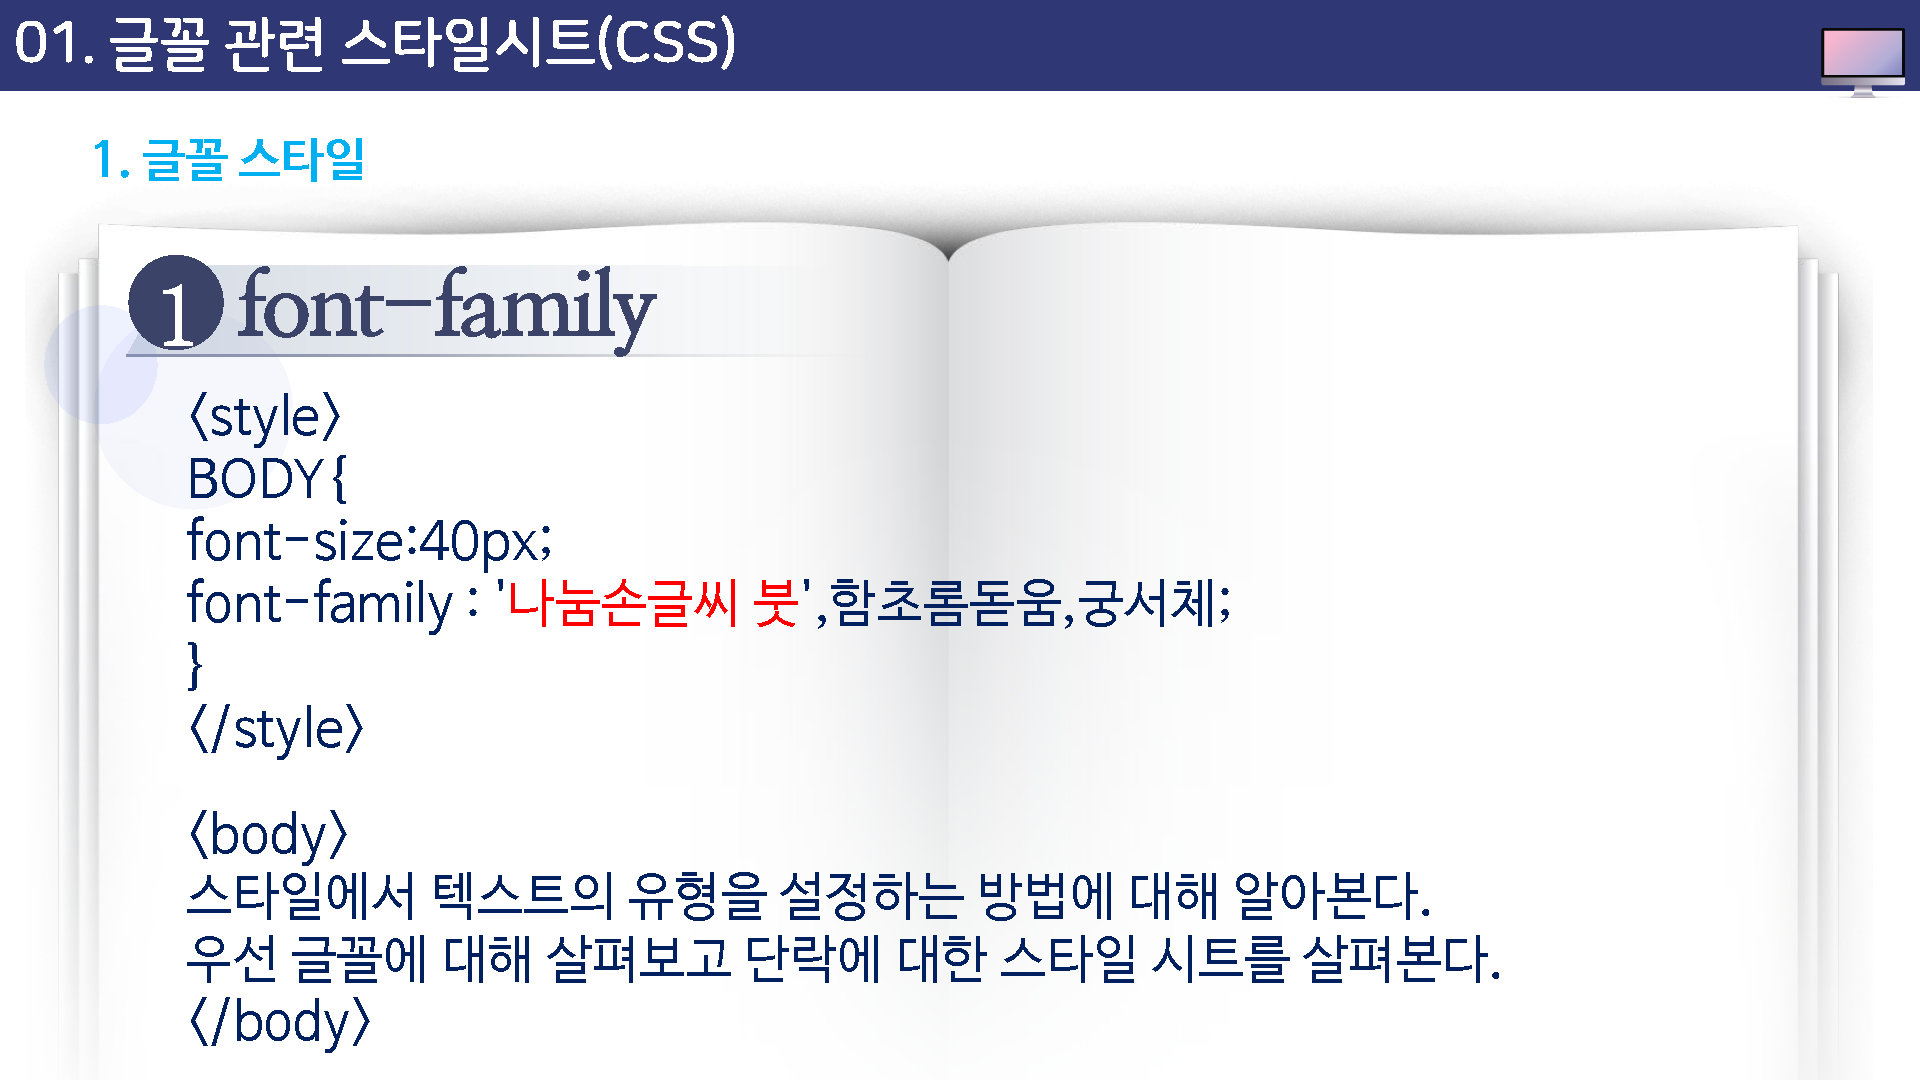 01. 글꼴 관련 스타일시트(CSS)
1. 글꼴 스타일
1 font-family
<style>
BODY{
font-size:40px;
font-family : '나눔손글씨 붓',함초롬돋움,궁서체;
}
</style>
<body>
스타일에서 텍스트의 유형을 설정하는 방법에 대해 알아본다.
우선 글꼴에 대해 살펴보고 단락에 대한 스타일 시트를 살펴본다.
</body>